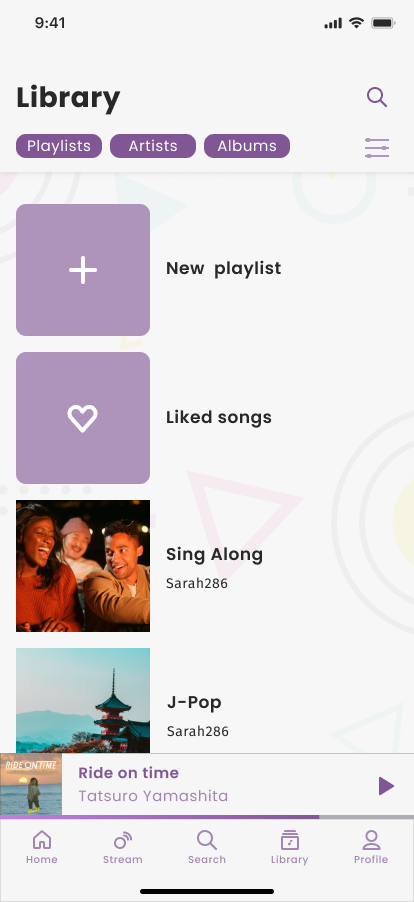 9:41
Library
Playlists Artists Albums
New playlist
Liked songs
Sing Along
Sarah286
J-Pop
Sarah286
RIDE ON TIME
Ride on time
Tatsuro Yamashita
Home Stream Search Library Profile